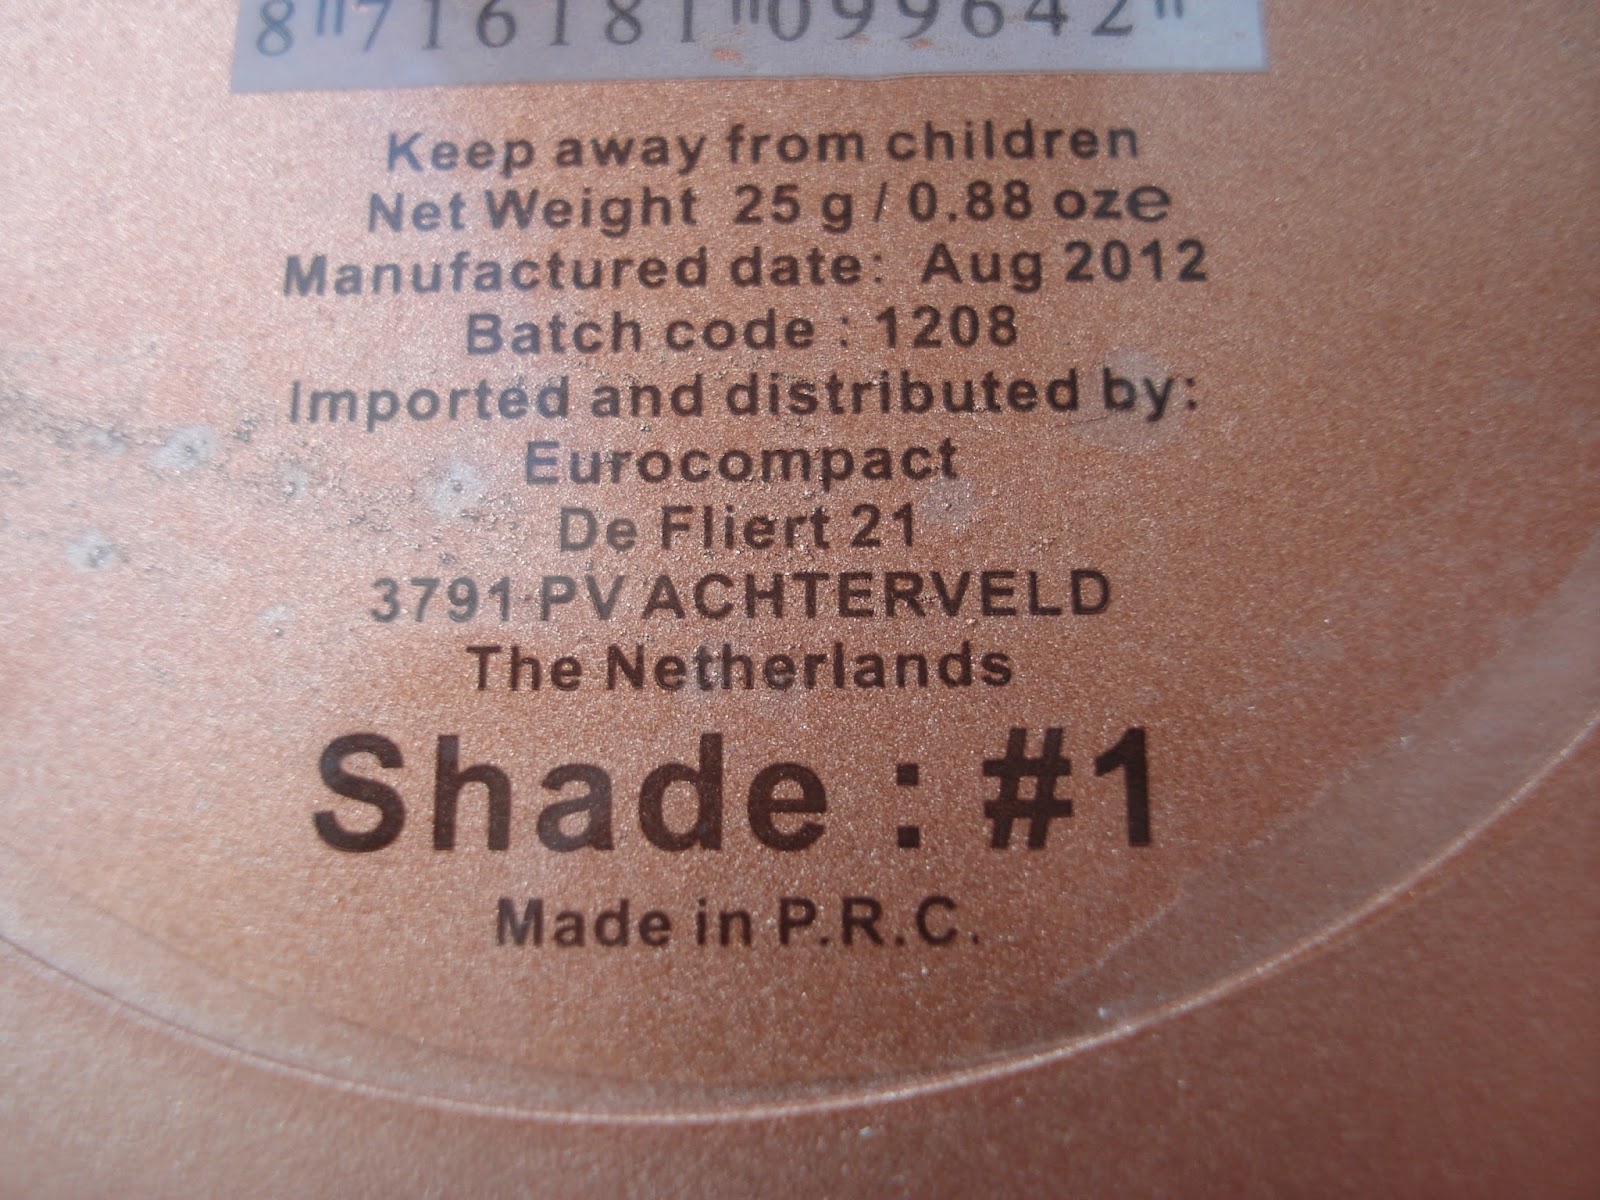 8 716181 099642
Keep away from children
Net Weight 25 g / 0.88 oz℮
Manufactured date: Aug 2012
Batch code : 1208
Imported and distributed by:
Eurocompact
De Fliert 21
3791 PV ACHTERVELD
The Netherlands
Shade : #1
Made in P.R.C.